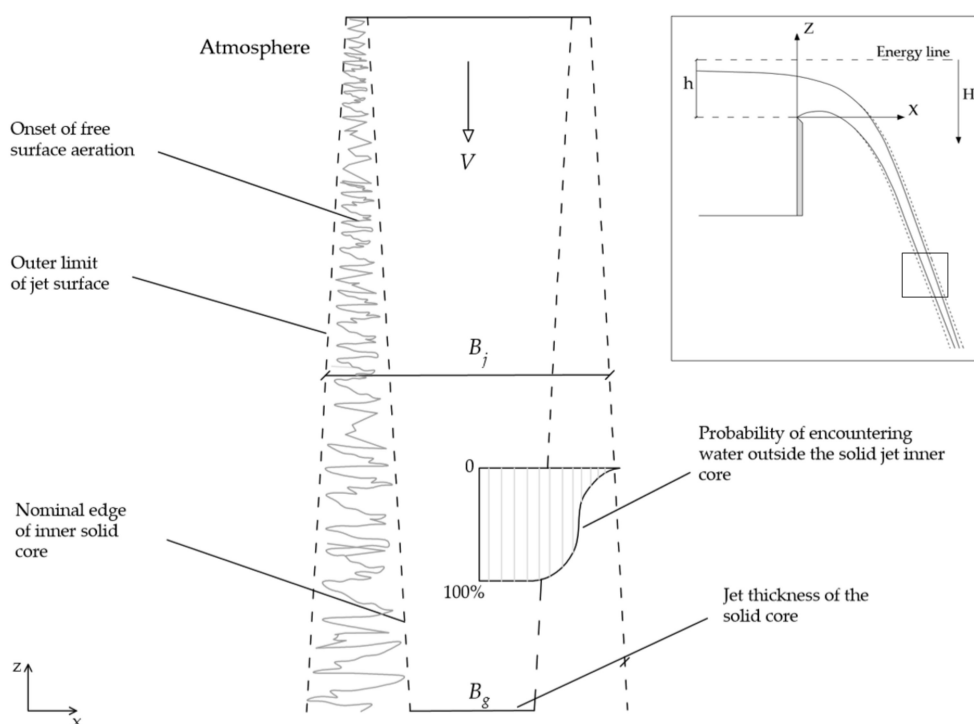 Atmosphere
Onset of free
surface aeration
Outer limit
of jet surface
Nominal edge
of inner solid
core
V
B_j
0
100%
B_g
z
x
Z
Energy line
h
H
X
Probability of encountering
water outside the solid jet inner
core
Jet thickness of the
solid core